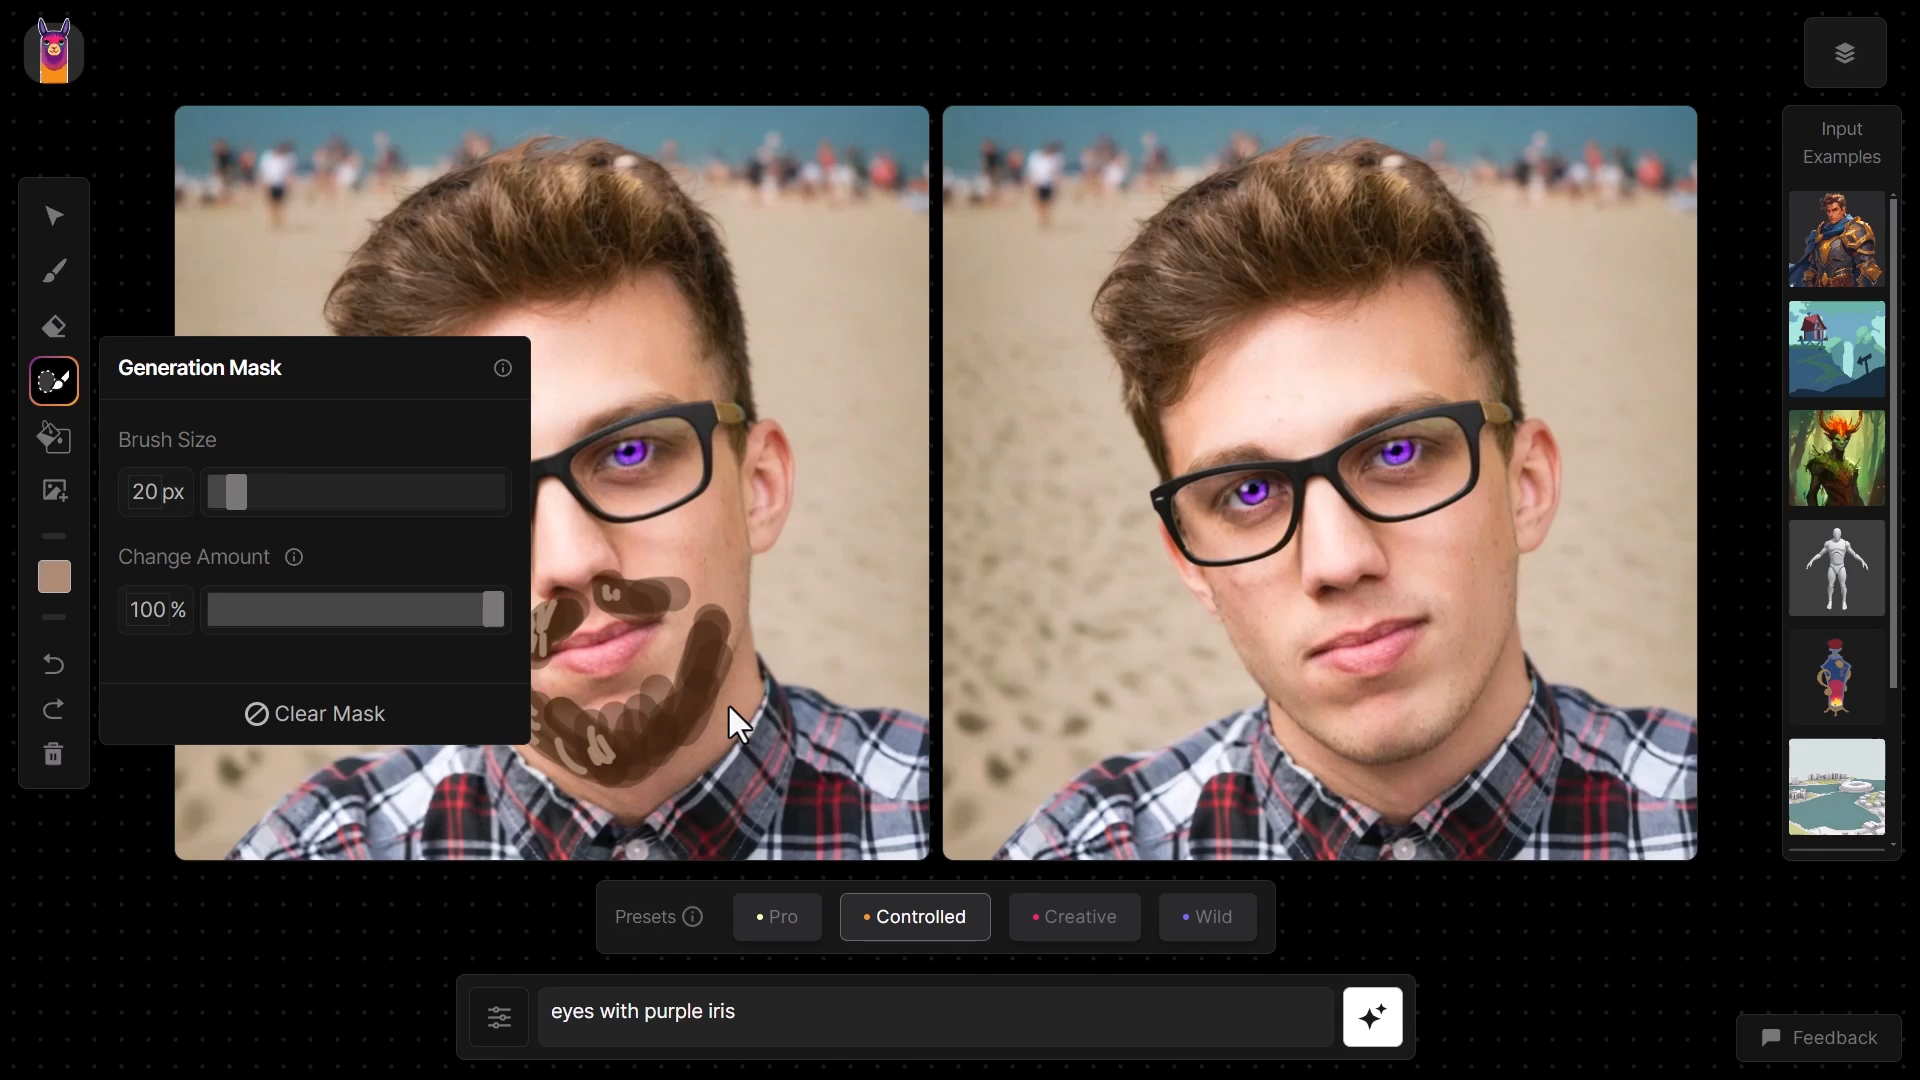 Input
Examples
Generation Mask
Brush Size
20 px
Change Amount
100 %
Clear Mask
Presets
Pro
Controlled
Creative
Wild
eyes with purple iris
Feedback